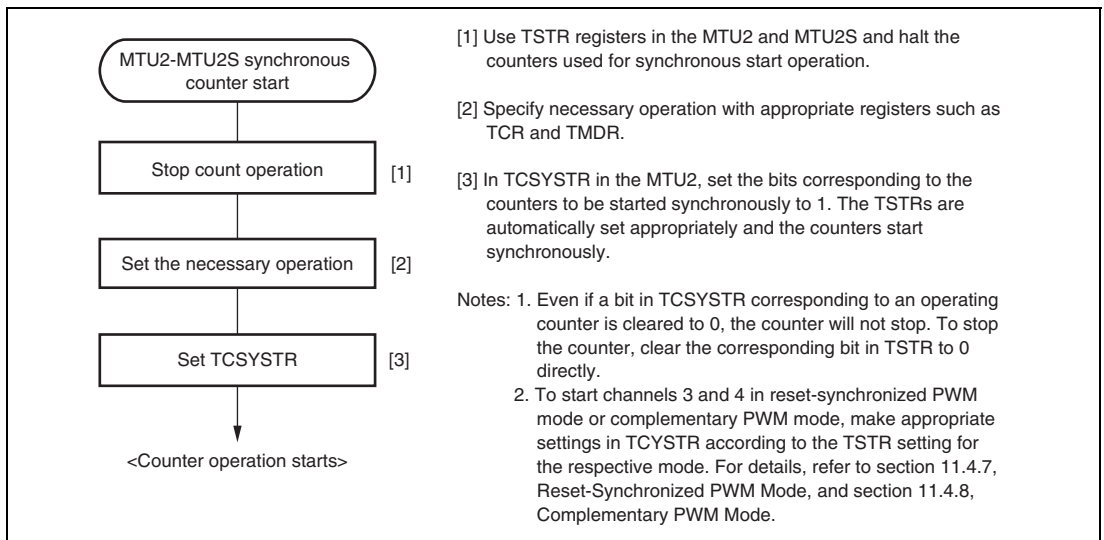 MTU2-MTU2S synchronous
counter start
Stop count operation
[1]
Set the necessary operation
[2]
Set TCSYSTR
[3]
<Counter operation starts>
[1] Use TSTR registers in the MTU2 and MTU2S and halt the
counters used for synchronous start operation.
[2] Specify necessary operation with appropriate registers such as
TCR and TMDR.
[3] In TCSYSTR in the MTU2, set the bits corresponding to the
counters to be started synchronously to 1. The TSTRs are
automatically set appropriately and the counters start
synchronously.
Notes: 1. Even if a bit in TCSYSTR corresponding to an operating
counter is cleared to 0, the counter will not stop. To stop
the counter, clear the corresponding bit in TSTR to 0
directly.
2. To start channels 3 and 4 in reset-synchronized PWM
mode or complementary PWM mode, make appropriate
settings in TCYSTR according to the TSTR setting for
the respective mode. For details, refer to section 11.4.7,
Reset-Synchronized PWM Mode, and section 11.4.8,
Complementary PWM Mode.